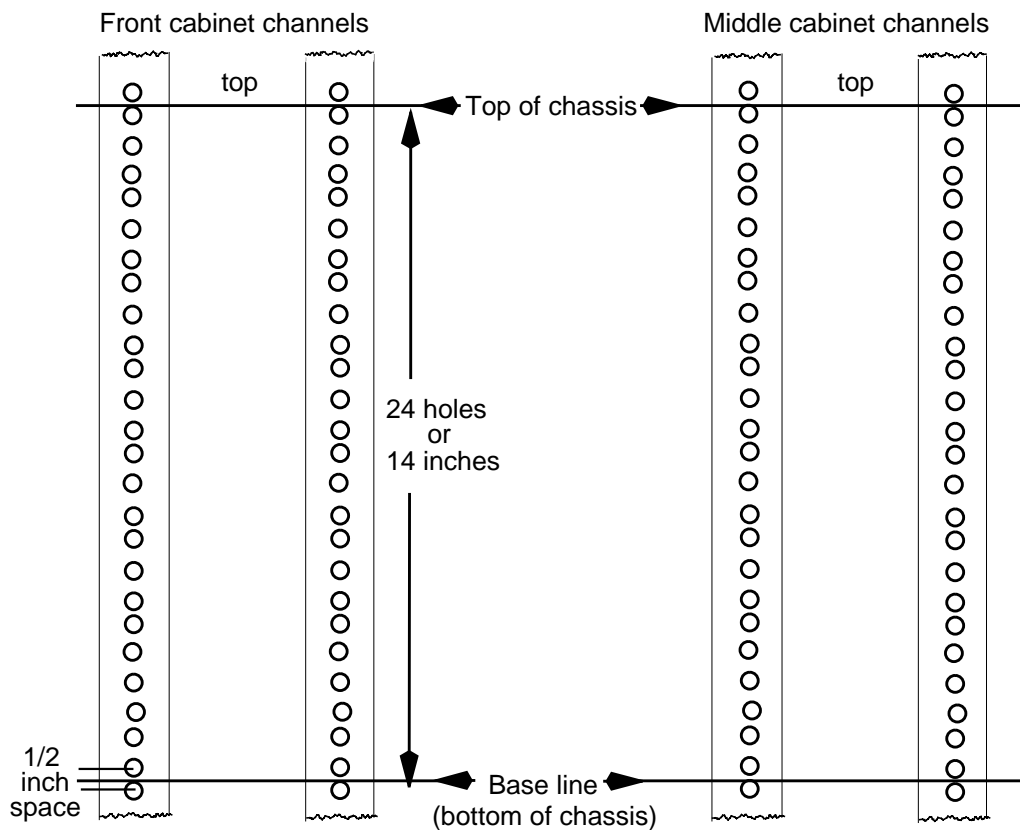 Front cabinet channels
Middle cabinet channels
top
top
Top of chassis
24 holes
or
14 inches
1/2
inch
space
Base line
(bottom of chassis)